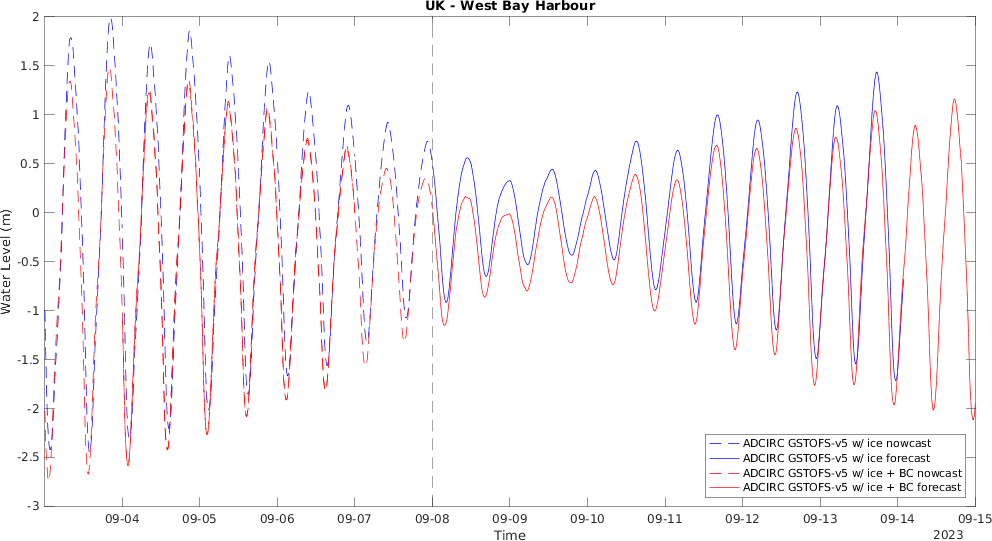 UK - West Bay Harbour
2
1.5
1
0.5
0
-0.5
-1
-1.5
-2
-2.5
-3
Water Level (m)
ADCIRC GSTOFS-v5 w/ ice nowcast
ADCIRC GSTOFS-v5 w/ ice forecast
ADCIRC GSTOFS-v5 w/ ice + BC nowcast
ADCIRC GSTOFS-v5 w/ ice + BC forecast
09-04 09-05 09-06 09-07 09-08 09-09 09-10 09-11 09-12 09-13 09-14 09-15
Time
2023